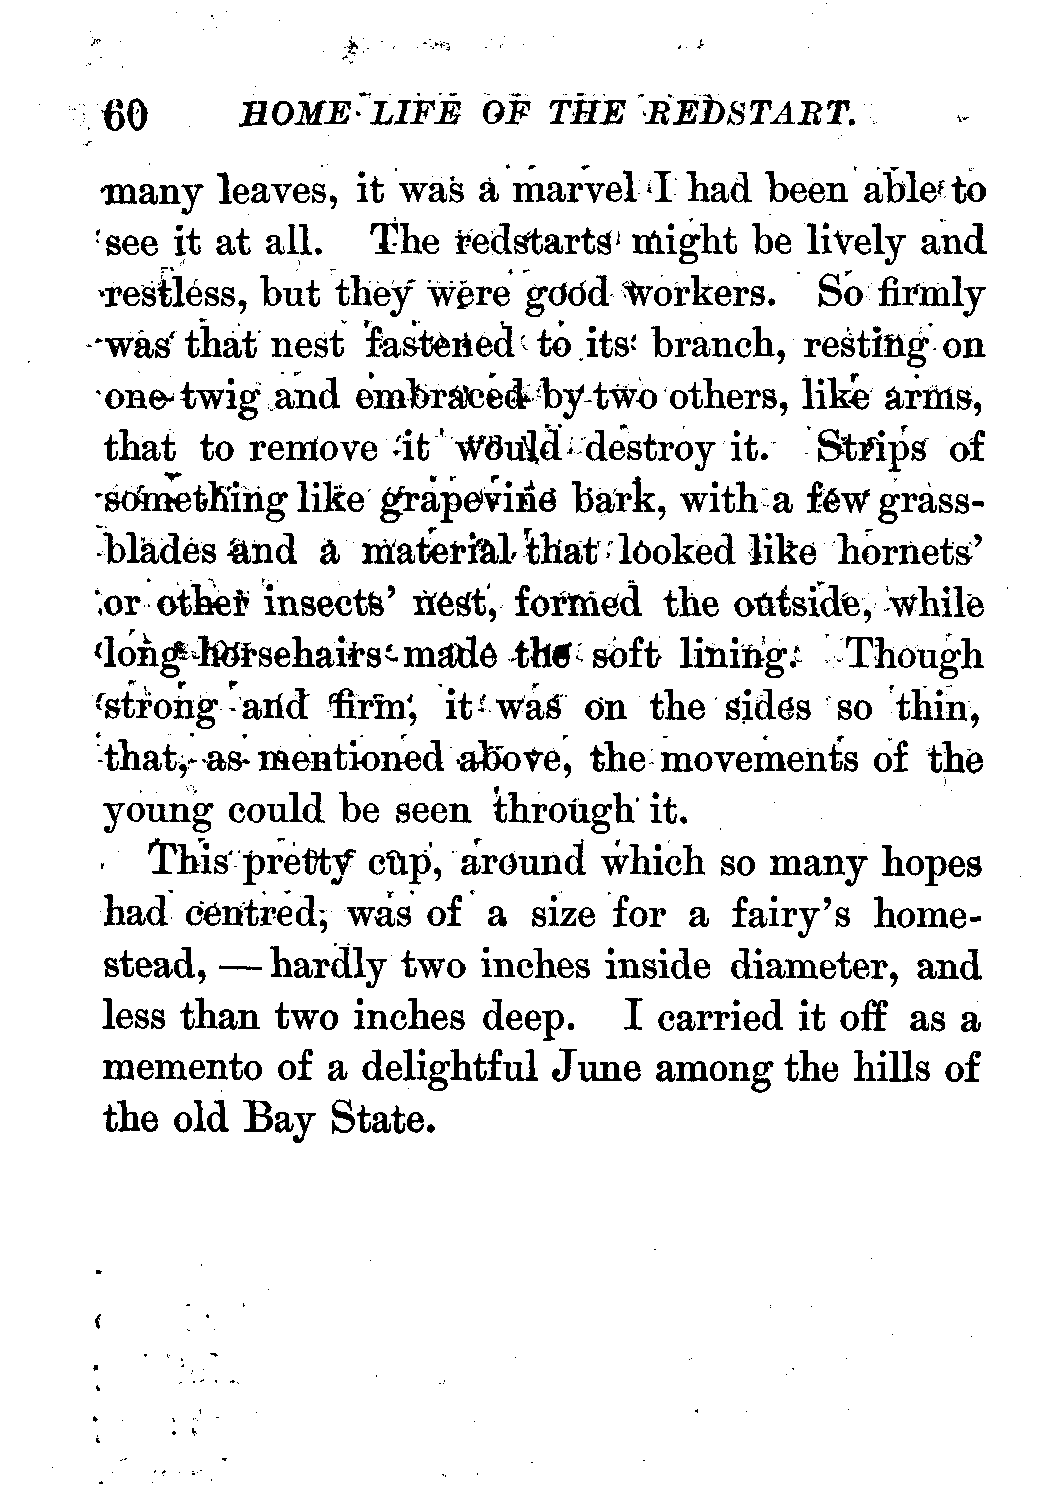 60 HOME LIFE OF THE REDSTART.
many leaves, it was a marvel I had been able to
see it at all. The redstarts might be lively and
restless, but they were good workers. So firmly
was that nest fastened to its branch, resting on
one twig and embraced by two others, like arms,
that to remove it would destroy it. Strips of
something like grapevine bark, with a few grass-
blades and a material that looked like hornets’
or other insects’ nest, formed the outside, while
long horsehairs made the soft lining. Though
strong and firm, it was on the sides so thin,
that, as mentioned above, the movements of the
young could be seen through it.
This pretty cup, around which so many hopes
had centred, was of a size for a fairy’s home-
stead, — hardly two inches inside diameter, and
less than two inches deep. I carried it off as a
memento of a delightful June among the hills of
the old Bay State.